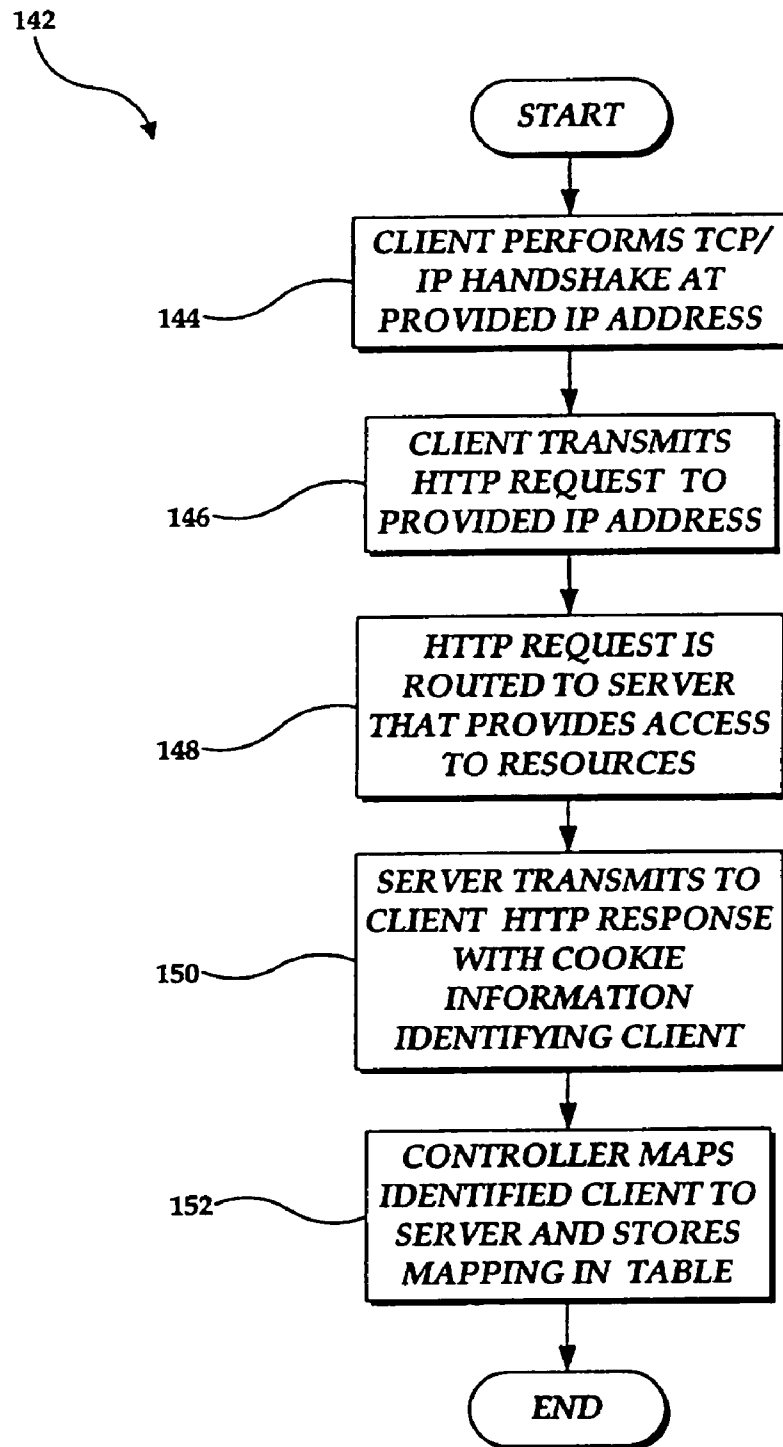 142
START
CLIENT PERFORMS TCP/
IP HANDSHAKE AT
PROVIDED IP ADDRESS
144
CLIENT TRANSMITS
HTTP REQUEST TO
PROVIDED IP ADDRESS
146
HTTP REQUEST IS
ROUTED TO SERVER
THAT PROVIDES ACCESS
TO RESOURCES
148
SERVER TRANSMITS TO
CLIENT HTTP RESPONSE
WITH COOKIE
INFORMATION
IDENTIFYING CLIENT
150
CONTROLLER MAPS
IDENTIFIED CLIENT TO
SERVER AND STORES
MAPPING IN TABLE
152
END